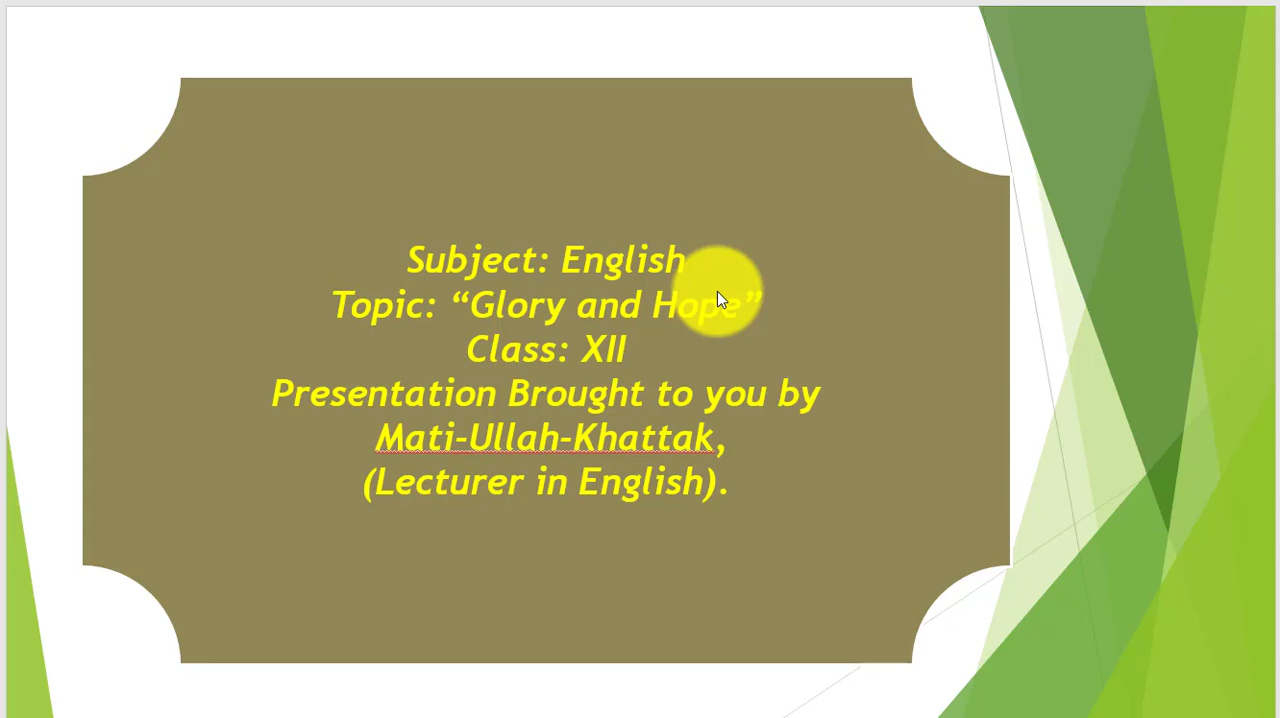 Subject: English
Topic: “Glory and Hope”
Class: XII
Presentation Brought to you by
Mati-Ullah-Khattak,
(Lecturer in English).